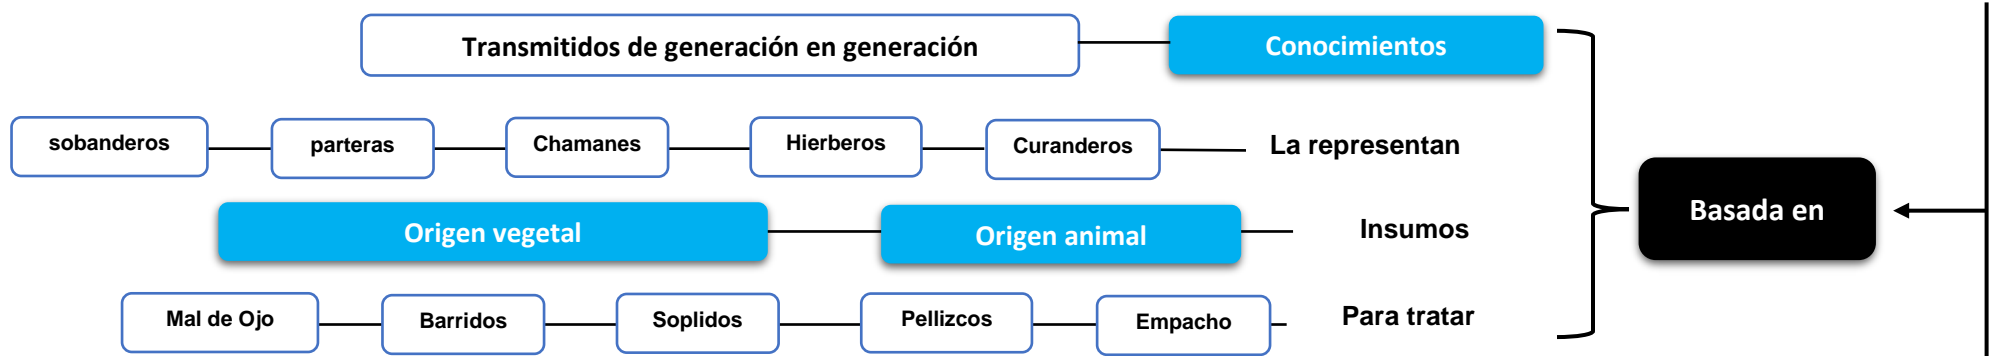 Transmitidos de generación en generación
Conocimientos
sobanderos
parteras
Chamanes
Hierberos
Curanderos
La representan
Origen vegetal
Origen animal
Insumos
Basada en
Mal de Ojo
Barridos
Soplidos
Pellizcos
Empacho
Para tratar